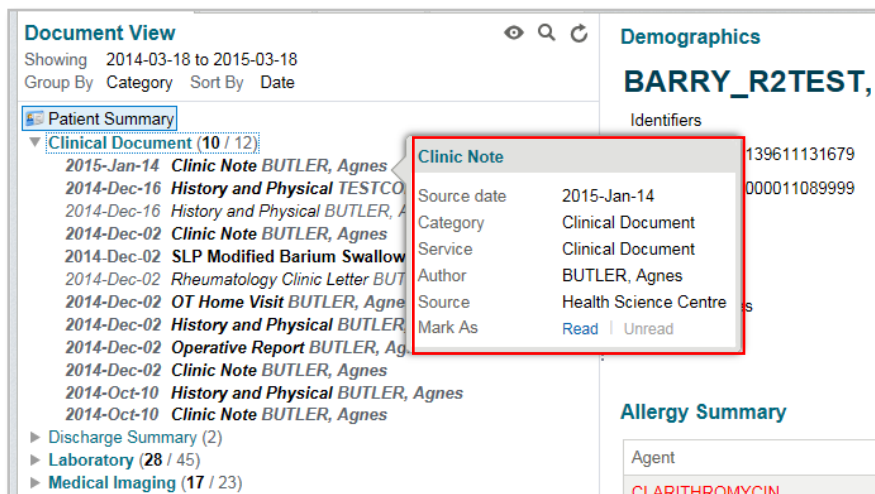 Document View
Showing 2014-03-18 to 2015-03-18
Group By Category Sort By Date
Patient Summary
Clinical Document (10 / 12)
2015-Jan-14 Clinic Note BUTLER, Agnes
2014-Dec-16 History and Physical TESTCO
2014-Dec-16 History and Physical BUTLER, A
2014-Dec-02 Clinic Note BUTLER, Agnes
2014-Dec-02 SLP Modified Barium Swallow
2014-Dec-02 Rheumatology Clinic Letter BUT
2014-Dec-02 OT Home Visit BUTLER, Agne
2014-Dec-02 History and Physical BUTLER
2014-Dec-02 Operative Report BUTLER, Ag
2014-Dec-02 Clinic Note BUTLER, Agnes
2014-Oct-10 History and Physical BUTLER, Agnes
2014-Oct-10 Clinic Note BUTLER, Agnes
Discharge Summary (2)
Laboratory (28 / 45)
Medical Imaging (17 / 23)
Clinic Note
Source date 2015-Jan-14
Category Clinical Document
Service Clinical Document
Author BUTLER, Agnes
Source Health Science Centre
Mark As Read | Unread
Demographics
BARRY_R2TEST,
Identifiers
139611131679
000011089999
Allergy Summary
Agent
CLARITHROMYCIN